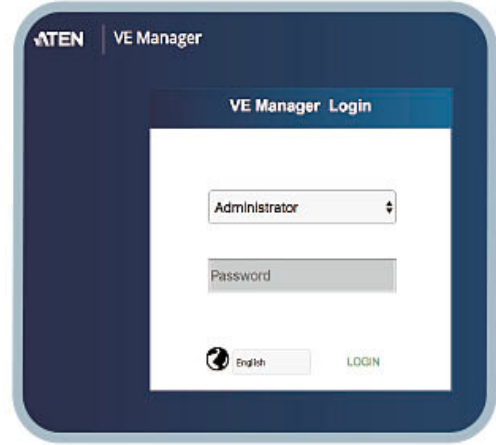 ATEN VE Manager
VE Manager Login
Administrator
Password
English LOGIN